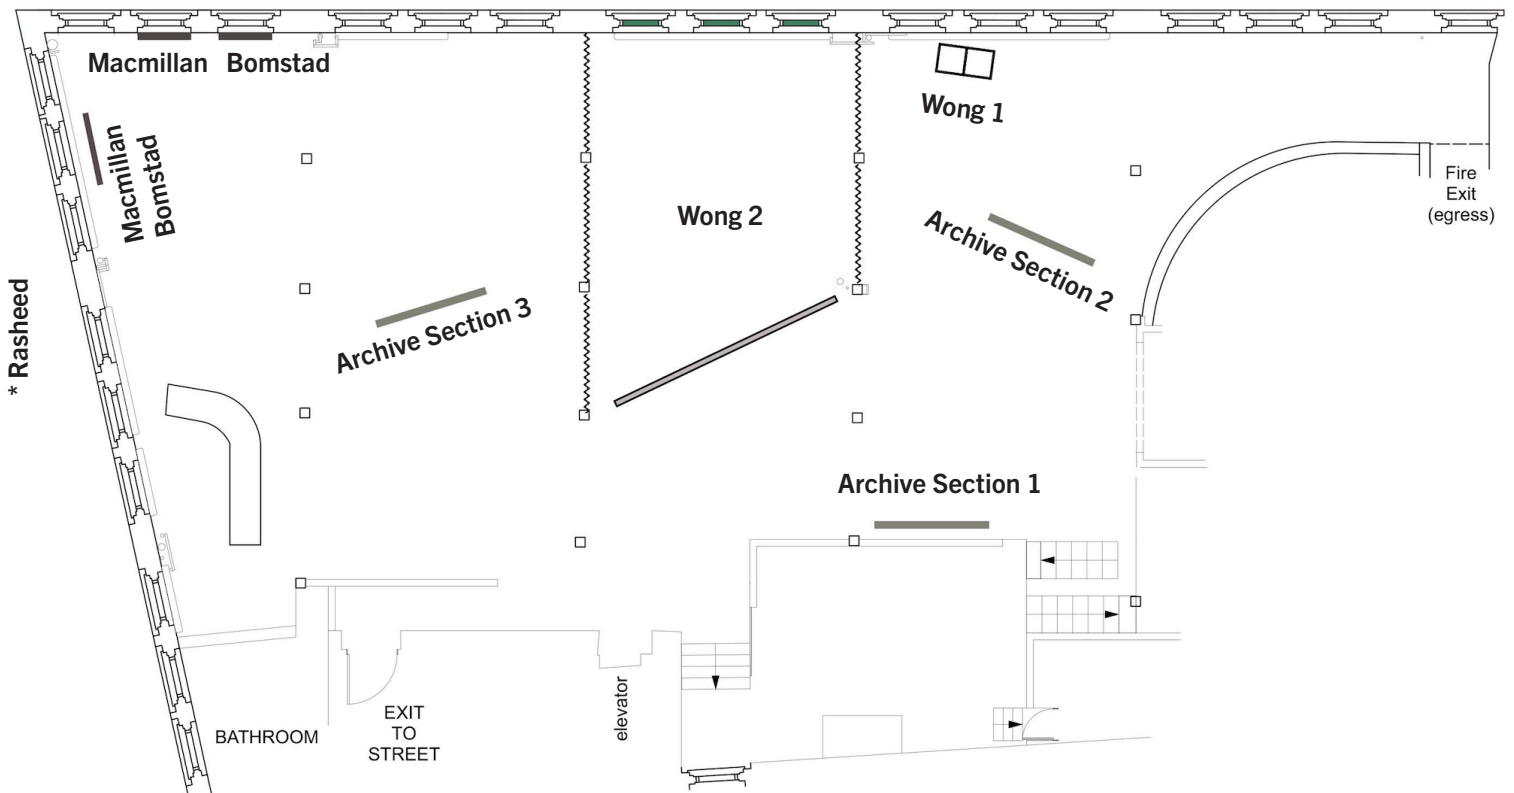 Macmillan Bomstad
Macmillan
Bomstad
Wong 1
Wong 2
Fire
Exit
(egress)
Archive Section 2
* Rasheed
Archive Section 3
Archive Section 1
BATHROOM
EXIT
TO
STREET
elevator